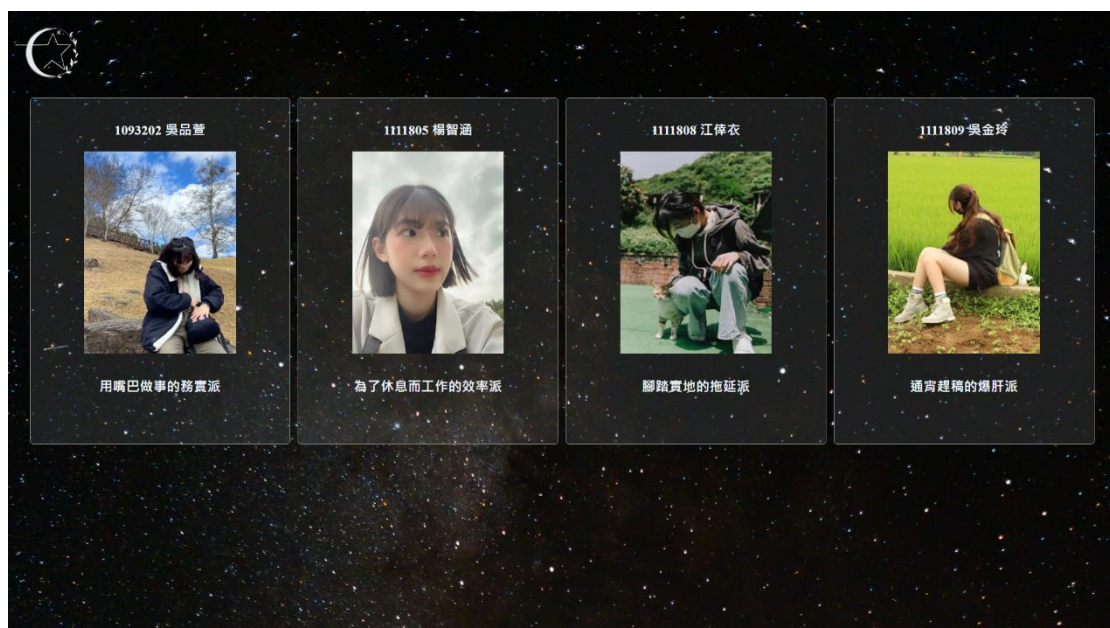 1093202 吳品萱
1111805 楊智涵
1111808 江倖衣
1111809 吳金玲
用嘴巴做事的務實派
為了休息而工作的效率派
腳踏實地的拖延派
通宵趕稿的爆肝派